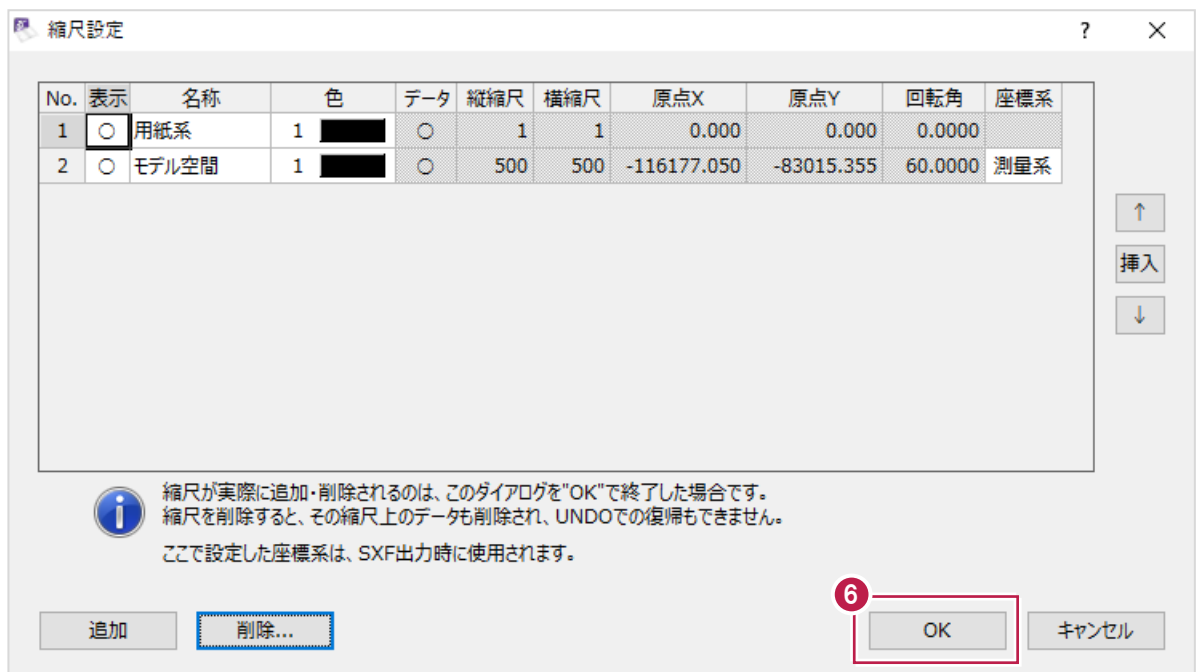 縮尺設定 ?
No. 表示 名称 色 データ 縦縮尺 横縮尺 原点X 原点Y 回転角 座標系
1 ○ 用紙系 1 ○ 1 1 0.000 0.000 0.0000
2 ○ モデル空間 1 ○ 500 500 -116177.050 -83015.355 60.0000 測量系
↑
挿入
↓
縮尺が実際に追加・削除されるのは、このダイアログを"OK"で終了した場合です。
縮尺を削除すると、その縮尺上のデータも削除され、UNDOでの復帰もできません。
ここで設定した座標系は、SXF出力時に使用されます。
6
追加 削除... OK キャンセル